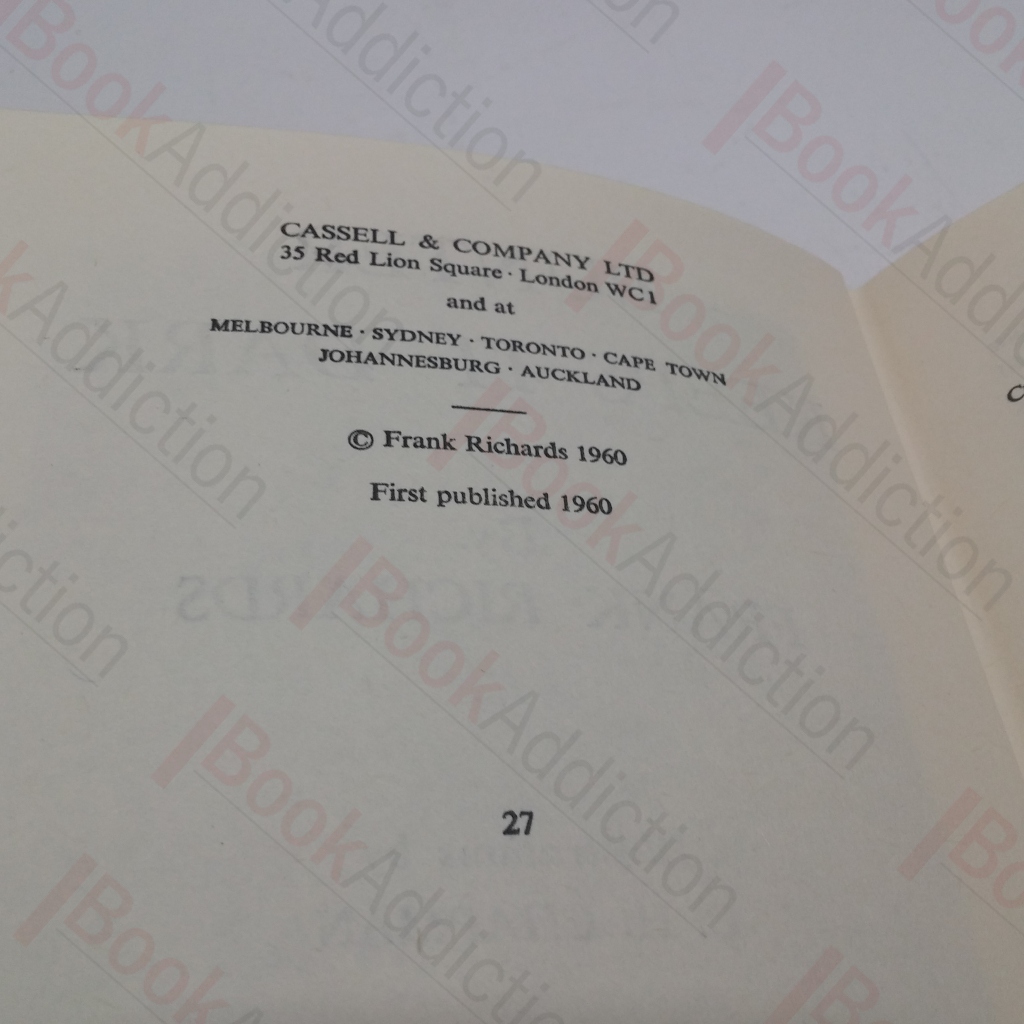 CASSELL & COMPANY LTD
35 Red Lion Square · London WC1
and at
MELBOURNE · SYDNEY · TORONTO · CAPE TOWN
JOHANNESBURG · AUCKLAND
© Frank Richards 1960
First published 1960
27
BookAddiction